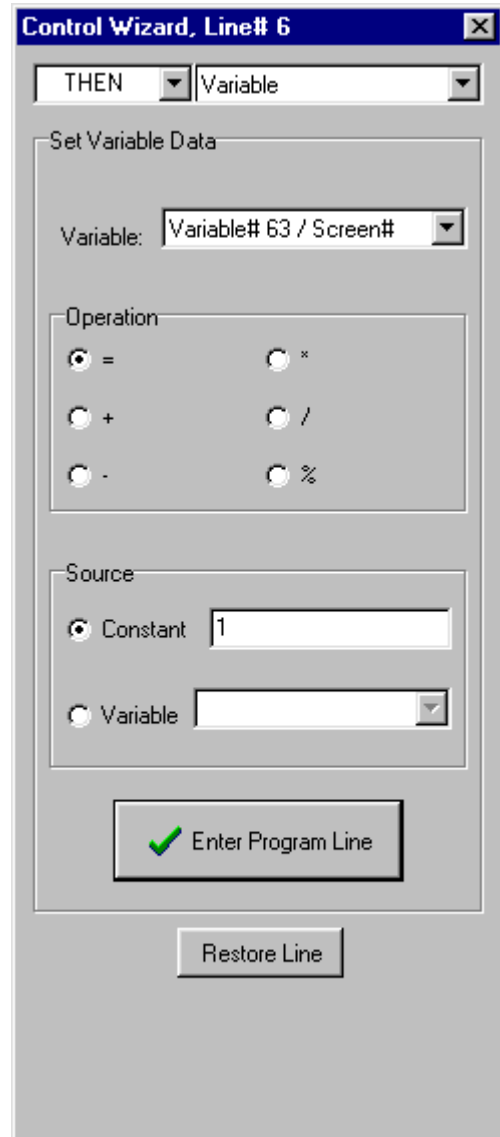 Control Wizard, Line# 6
THEN Variable
Set Variable Data
Variable: Variable# 63 / Screen#
Operation
= *
+ /
- %
Source
Constant 1
Variable
Enter Program Line
Restore Line